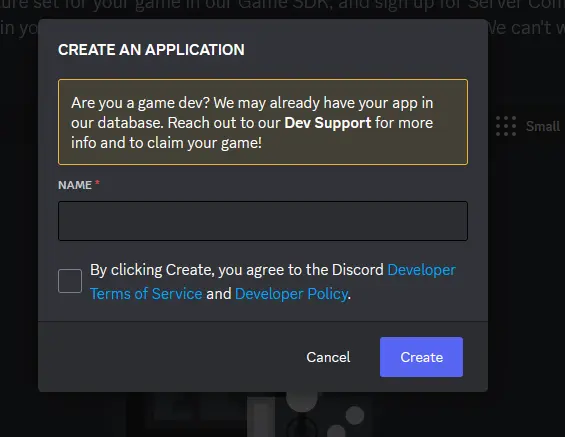 ure set for your game in our Game SDK, and sign up for Server Com
in yo
We can't w
CREATE AN APPLICATION
Are you a game dev? We may already have your app in
our database. Reach out to our Dev Support for more
info and to claim your game!
Small
NAME *
By clicking Create, you agree to the Discord Developer
Terms of Service and Developer Policy.
Cancel
Create